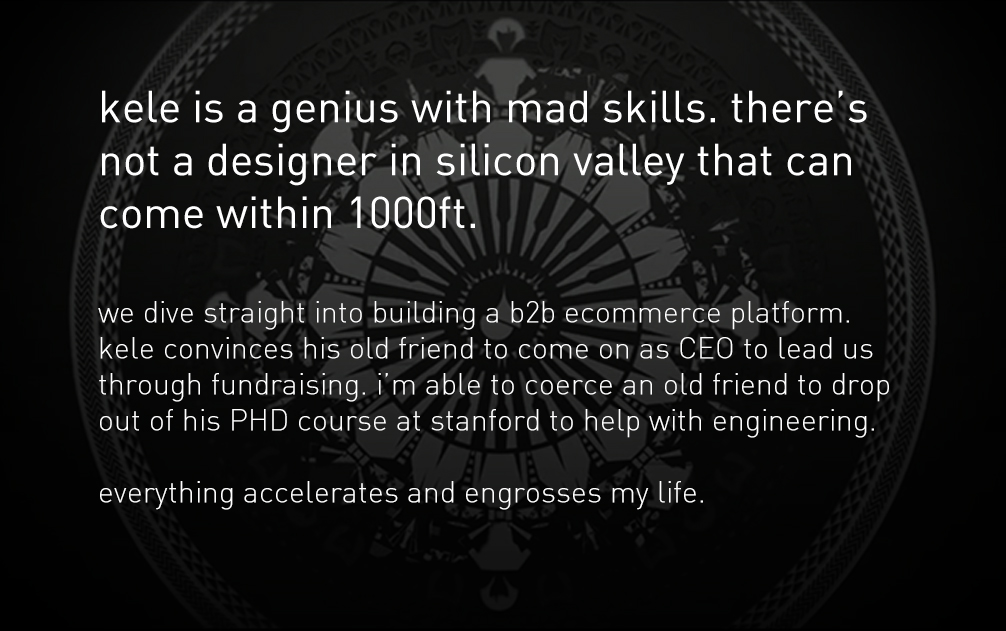 kele is a genius with mad skills. there's
not a designer in silicon valley that can
come within 1000ft.
we dive straight into building a b2b ecommerce platform.
kele convinces his old friend to come on as CEO to lead us
through fundraising. i'm able to coerce an old friend to drop
out of his PHD course at stanford to help with engineering.
everything accelerates and engrosses my life.